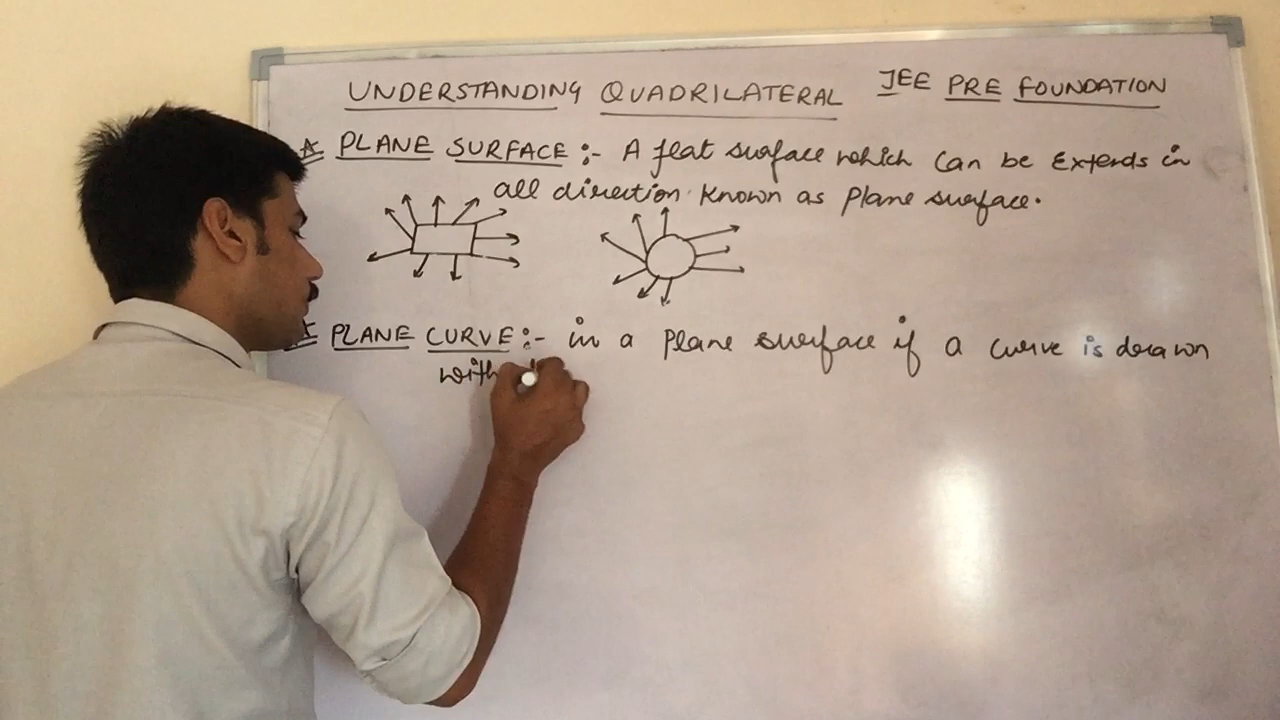 UNDERSTANDING QUADRILATERAL JEE PRE FOUNDATION
PLANE SURFACE :- A flat surface which can be Extends in
all direction known as Plane surface.
PLANE CURVE :- in a Plane surface if a curve is drawn
with